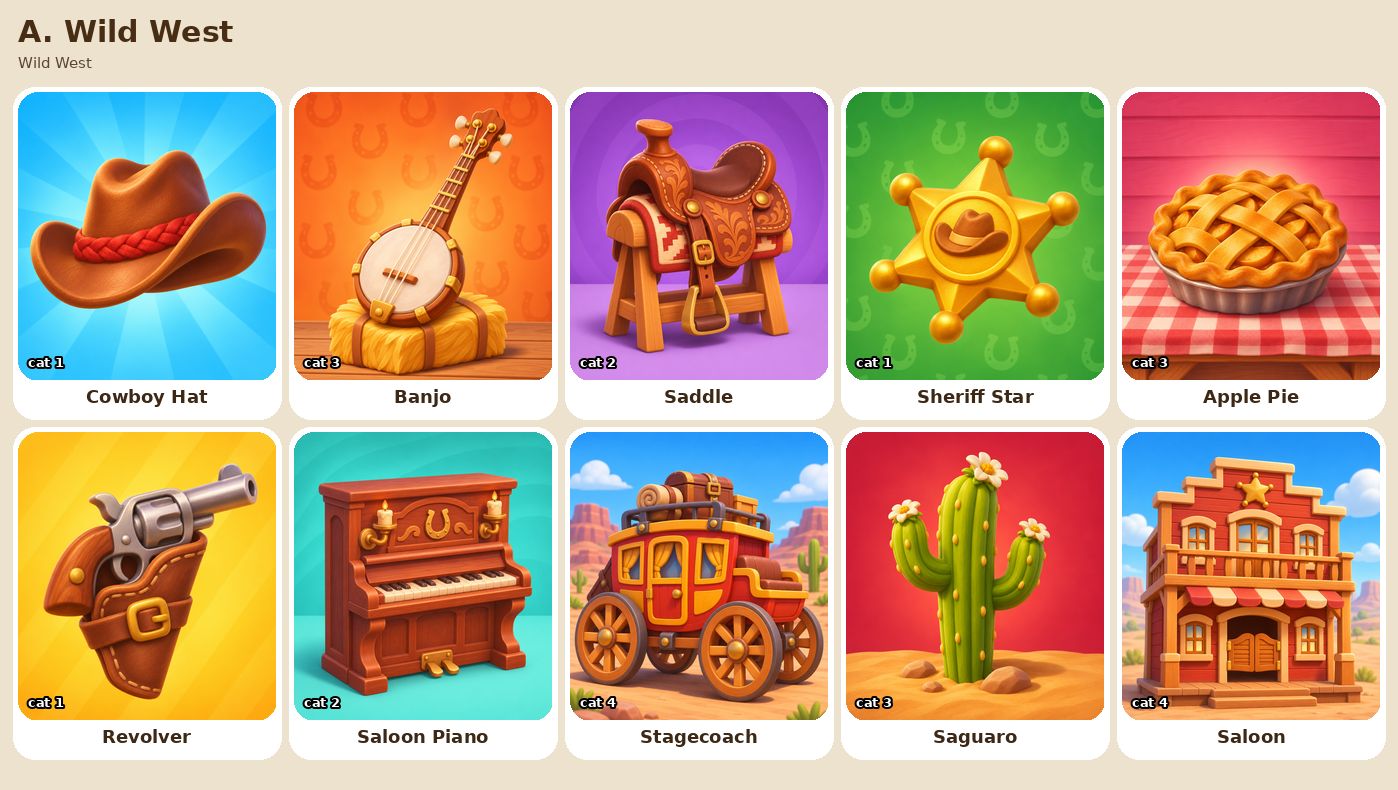 A. Wild West
Wild West
cat 1
cat 3
cat 2
cat 1
cat 3
Cowboy Hat
Banjo
Saddle
Sheriff Star
Apple Pie
cat 1
cat 2
cat 4
cat 3
cat 4
Revolver
Saloon Piano
Stagecoach
Saguaro
Saloon